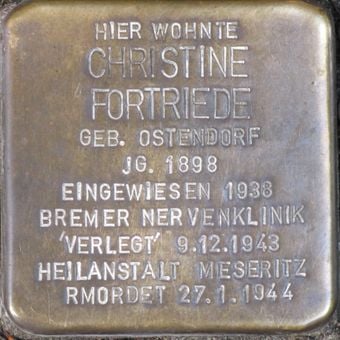 HIER WOHNTE
CHRISTINE
FORTRIEDE
GEB. OSTENDORF
JG. 1898
EINGEWIESEN 1938
BREMER NERVENKLINIK
'VERLEGT' 9.12.1943
HEILANSTALT MESERITZ
RMORDET 27.1.1944